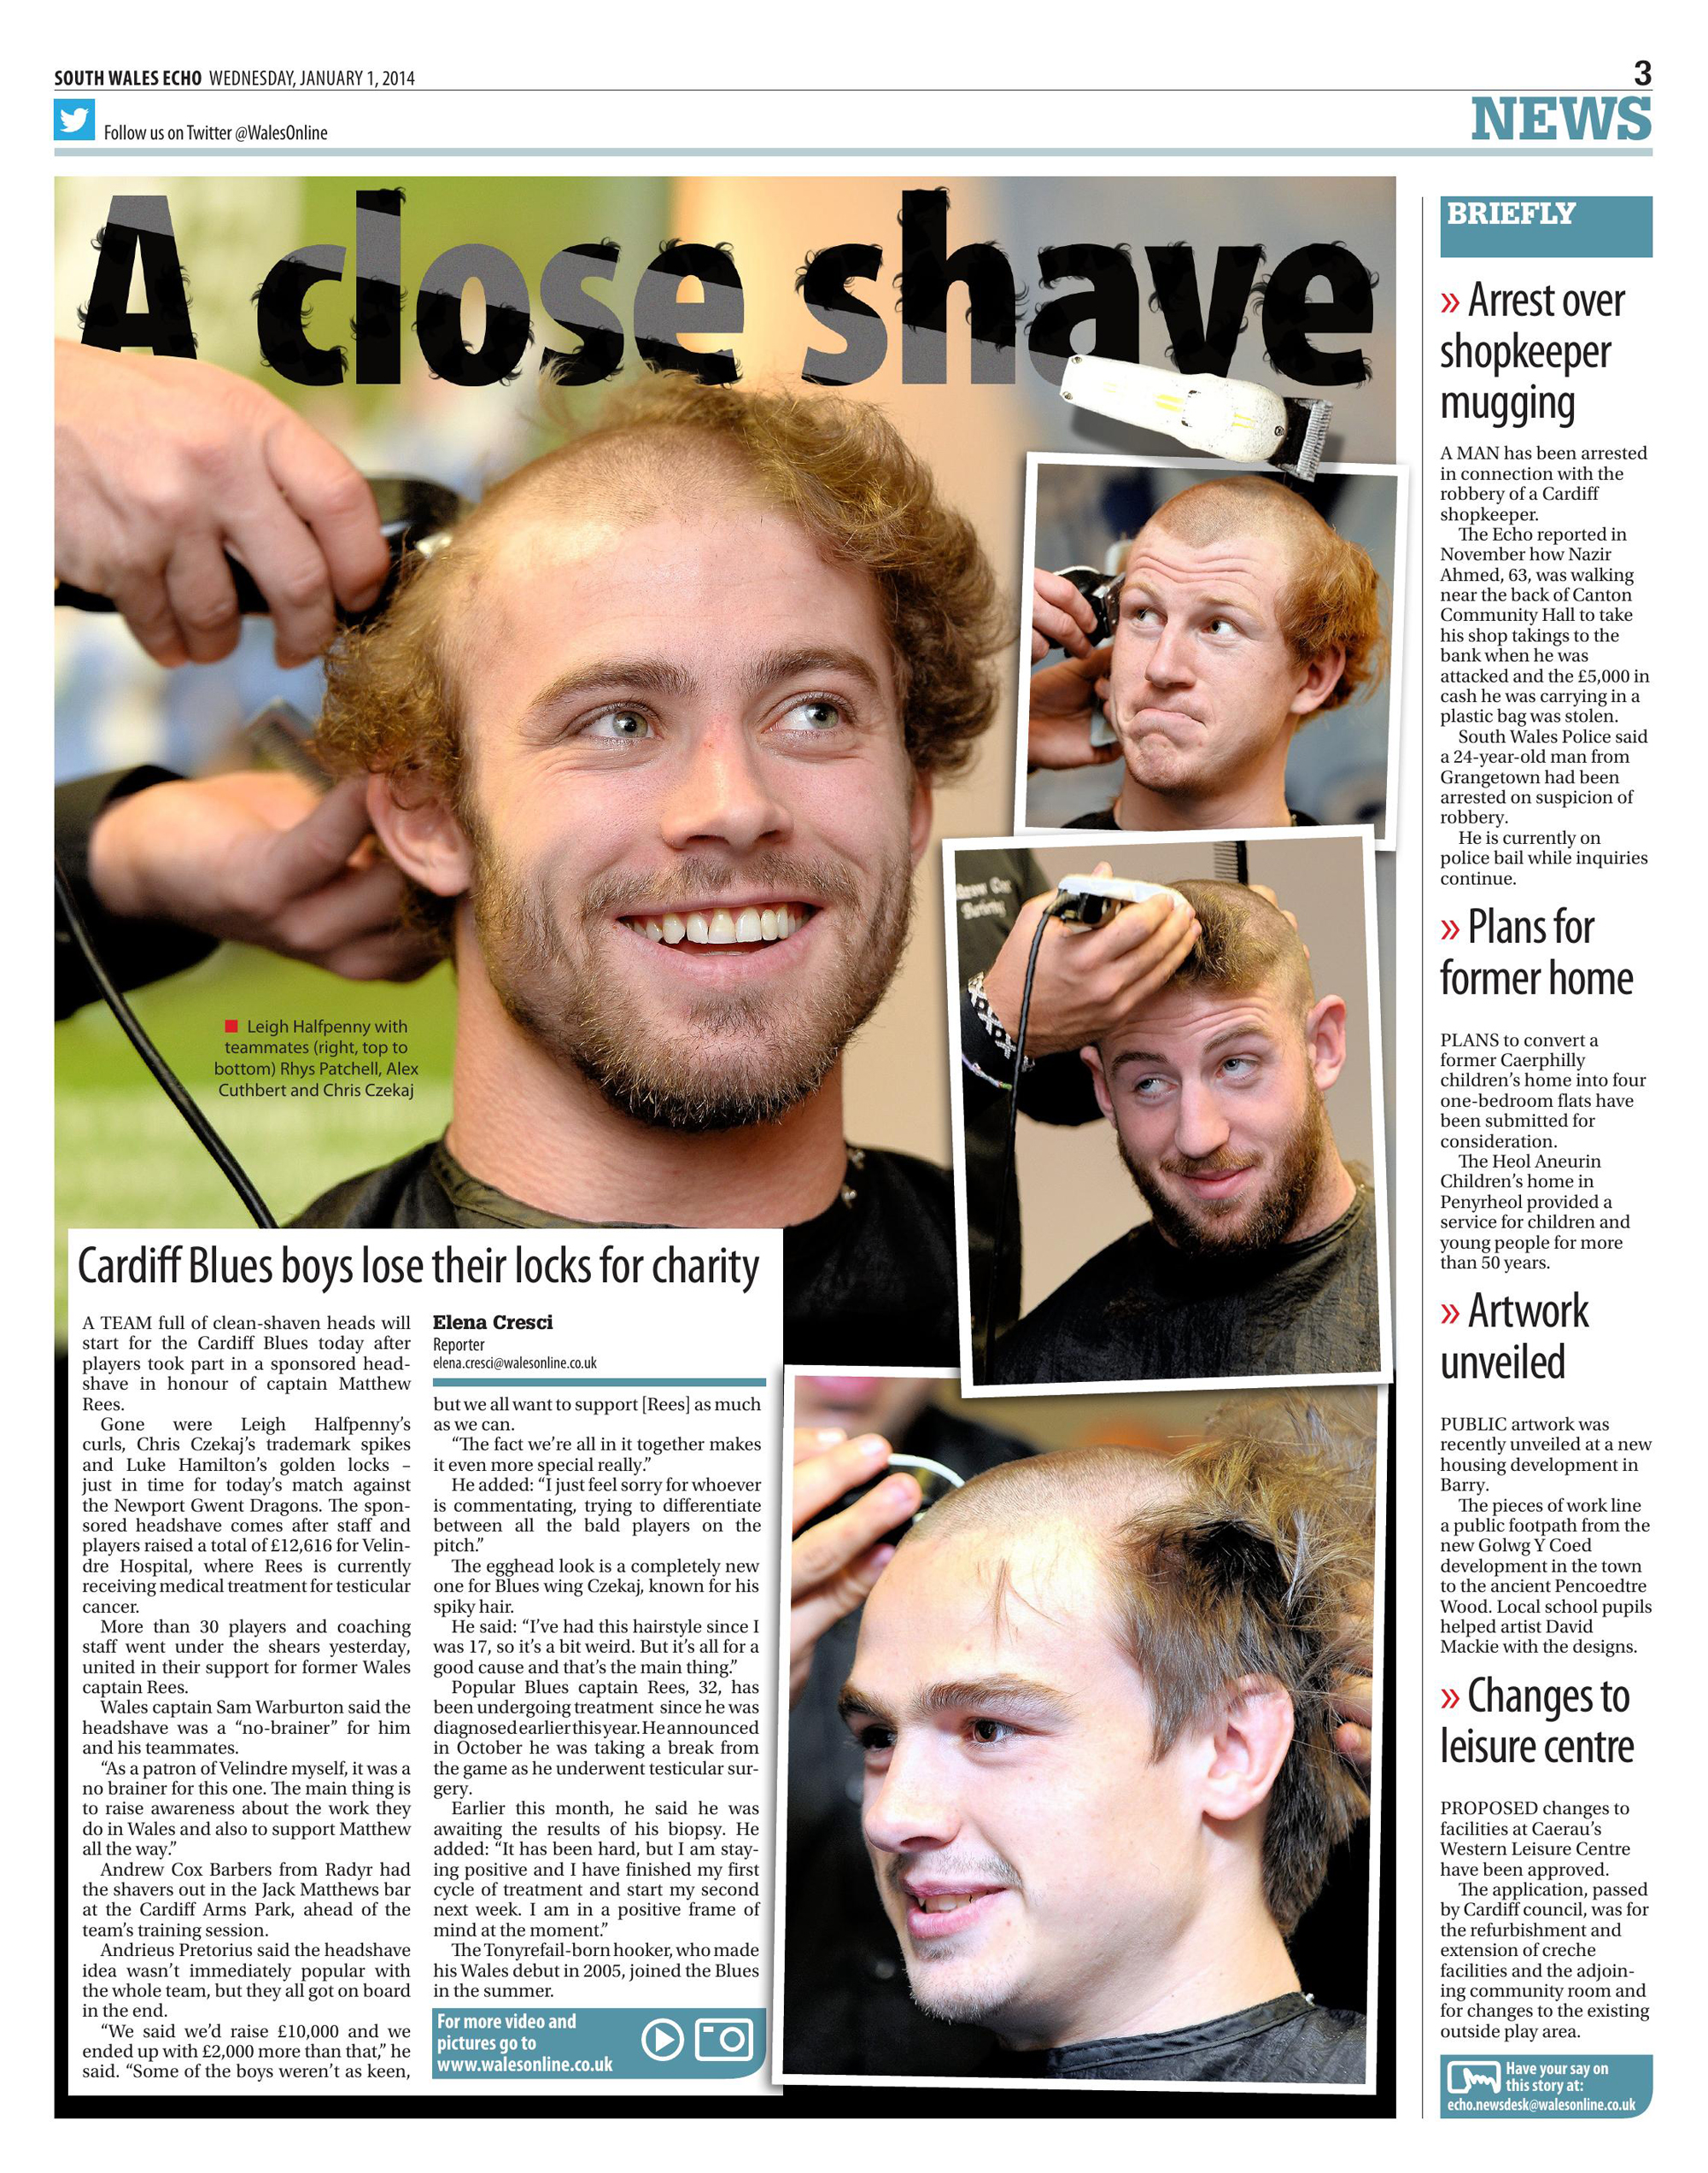 SOUTH WALES ECHO WEDNESDAY, JANUARY 1, 2014
3
Follow us on Twitter @WalesOnline
NEWS
A close shave
■ Leigh Halfpenny with
teammates (right, top to
bottom) Rhys Patchell, Alex
Cuthbert and Chris Czekaj
Cardiff Blues boys lose their locks for charity
A TEAM full of clean-shaven heads will
start for the Cardiff Blues today after
players took part in a sponsored head-
shave in honour of captain Matthew
Rees.
Gone were Leigh Halfpenny's
curls, Chris Czekaj's trademark spikes
and Luke Hamilton's golden locks –
just in time for today's match against
the Newport Gwent Dragons. The spon-
sored headshave comes after staff and
players raised a total of £12,616 for Velin-
dre Hospital, where Rees is currently
receiving medical treatment for testicular
cancer.
More than 30 players and coaching
staff went under the shears yesterday,
united in their support for former Wales
captain Rees.
Wales captain Sam Warburton said the
headshave was a “no-brainer” for him
and his teammates.
“As a patron of Velindre myself, it was a
no brainer for this one. The main thing is
to raise awareness about the work they
do in Wales and also to support Matthew
all the way.”
Andrew Cox Barbers from Radyr had
the shavers out in the Jack Matthews bar
at the Cardiff Arms Park, ahead of the
team's training session.
Andrieus Pretorius said the headshave
idea wasn't immediately popular with
the whole team, but they all got on board
in the end.
“We said we'd raise £10,000 and we
ended up with £2,000 more than that,” he
said. “Some of the boys weren't as keen,
Elena Cresci
Reporter
elena.cresci@walesonline.co.uk
but we all want to support [Rees] as much
as we can.
“The fact we're all in it together makes
it even more special really.”
He added: “I just feel sorry for whoever
is commentating, trying to differentiate
between all the bald players on the
pitch.”
The egghead look is a completely new
one for Blues wing Czekaj, known for his
spiky hair.
He said: “I've had this hairstyle since I
was 17, so it's a bit weird. But it's all for a
good cause and that's the main thing.”
Popular Blues captain Rees, 32, has
been undergoing treatment since he was
diagnosed earlier this year. He announced
in October he was taking a break from
the game as he underwent testicular sur-
gery.
Earlier this month, he said he was
awaiting the results of his biopsy. He
added: “It has been hard, but I am stay-
ing positive and I have finished my first
cycle of treatment and start my second
next week. I am in a positive frame of
mind at the moment.”
The Tonyrefail-born hooker, who made
his Wales debut in 2005, joined the Blues
in the summer.
For more video and
pictures go to
www.walesonline.co.uk
BRIEFLY
» Arrest over
shopkeeper
mugging
A MAN has been arrested
in connection with the
robbery of a Cardiff
shopkeeper.
The Echo reported in
November how Nazir
Ahmed, 63, was walking
near the back of Canton
Community Hall to take
his shop takings to the
bank when he was
attacked and the £5,000 in
cash he was carrying in a
plastic bag was stolen.
South Wales Police said
a 24-year-old man from
Grangetown had been
arrested on suspicion of
robbery.
He is currently on
police bail while inquiries
continue.
» Plans for
former home
PLANS to convert a
former Caerphilly
children's home into four
one-bedroom flats have
been submitted for
consideration.
The Heol Aneurin
Children's home in
Penyrheol provided a
service for children and
young people for more
than 50 years.
» Artwork
unveiled
PUBLIC artwork was
recently unveiled at a new
housing development in
Barry.
The pieces of work line
a public footpath from the
new Golwg Y Coed
development in the town
to the ancient Pencoedtre
Wood. Local school pupils
helped artist David
Mackie with the designs.
» Changes to
leisure centre
PROPOSED changes to
facilities at Caerau's
Western Leisure Centre
have been approved.
The application, passed
by Cardiff council, was for
the refurbishment and
extension of creche
facilities and the adjoin-
ing community room and
for changes to the existing
outside play area.
Have your say on
this story at:
echo.newsdesk@walesonline.co.uk